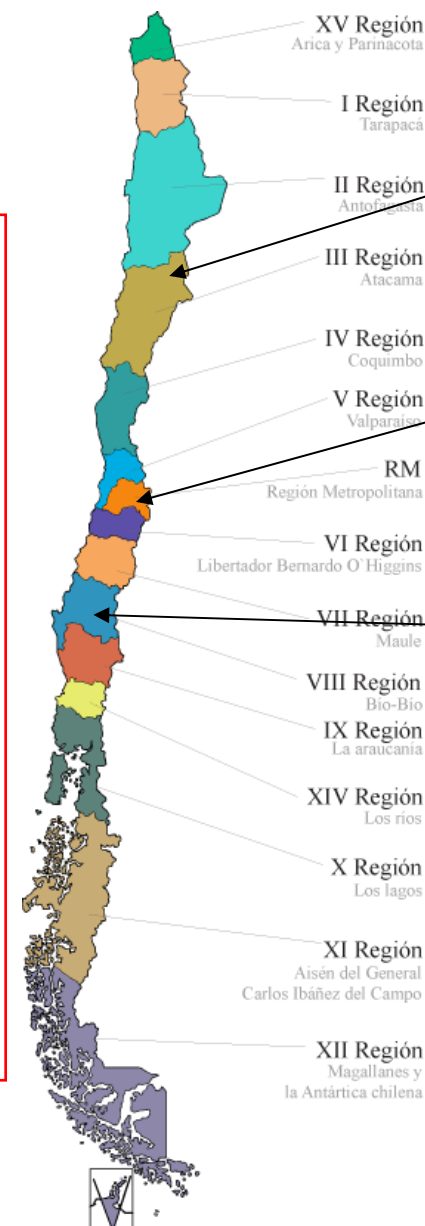 XV Región
Arica y Parinacota
I Región
Tarapacá
II Región
Antofagasta
III Región
Atacama
IV Región
Coquimbo
V Región
Valparaíso
RM
Región Metropolitana
VI Región
Libertador Bernardo O`Higgins
VII Región
Maule
VIII Región
Bio-Bio
IX Región
La araucanía
XIV Región
Los ríos
X Región
Los lagos
XI Región
Aisén del General
Carlos Ibáñez del Campo
XII Región
Magallanes y
la Antártica chilena